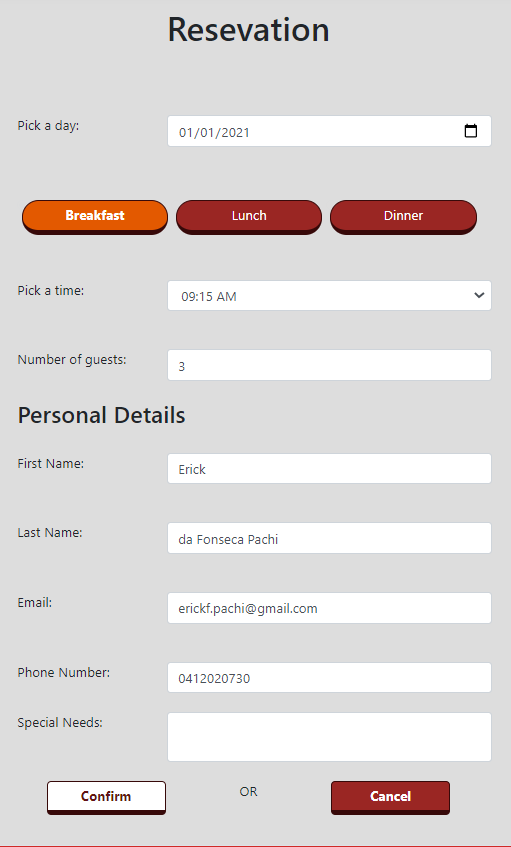 Resevation
Pick a day: 01/01/2021
Breakfast Lunch Dinner
Pick a time: 09:15 AM
Number of guests: 3
Personal Details
First Name: Erick
Last Name: da Fonseca Pachi
Email: erickf.pachi@gmail.com
Phone Number: 0412020730
Special Needs:
Confirm OR Cancel